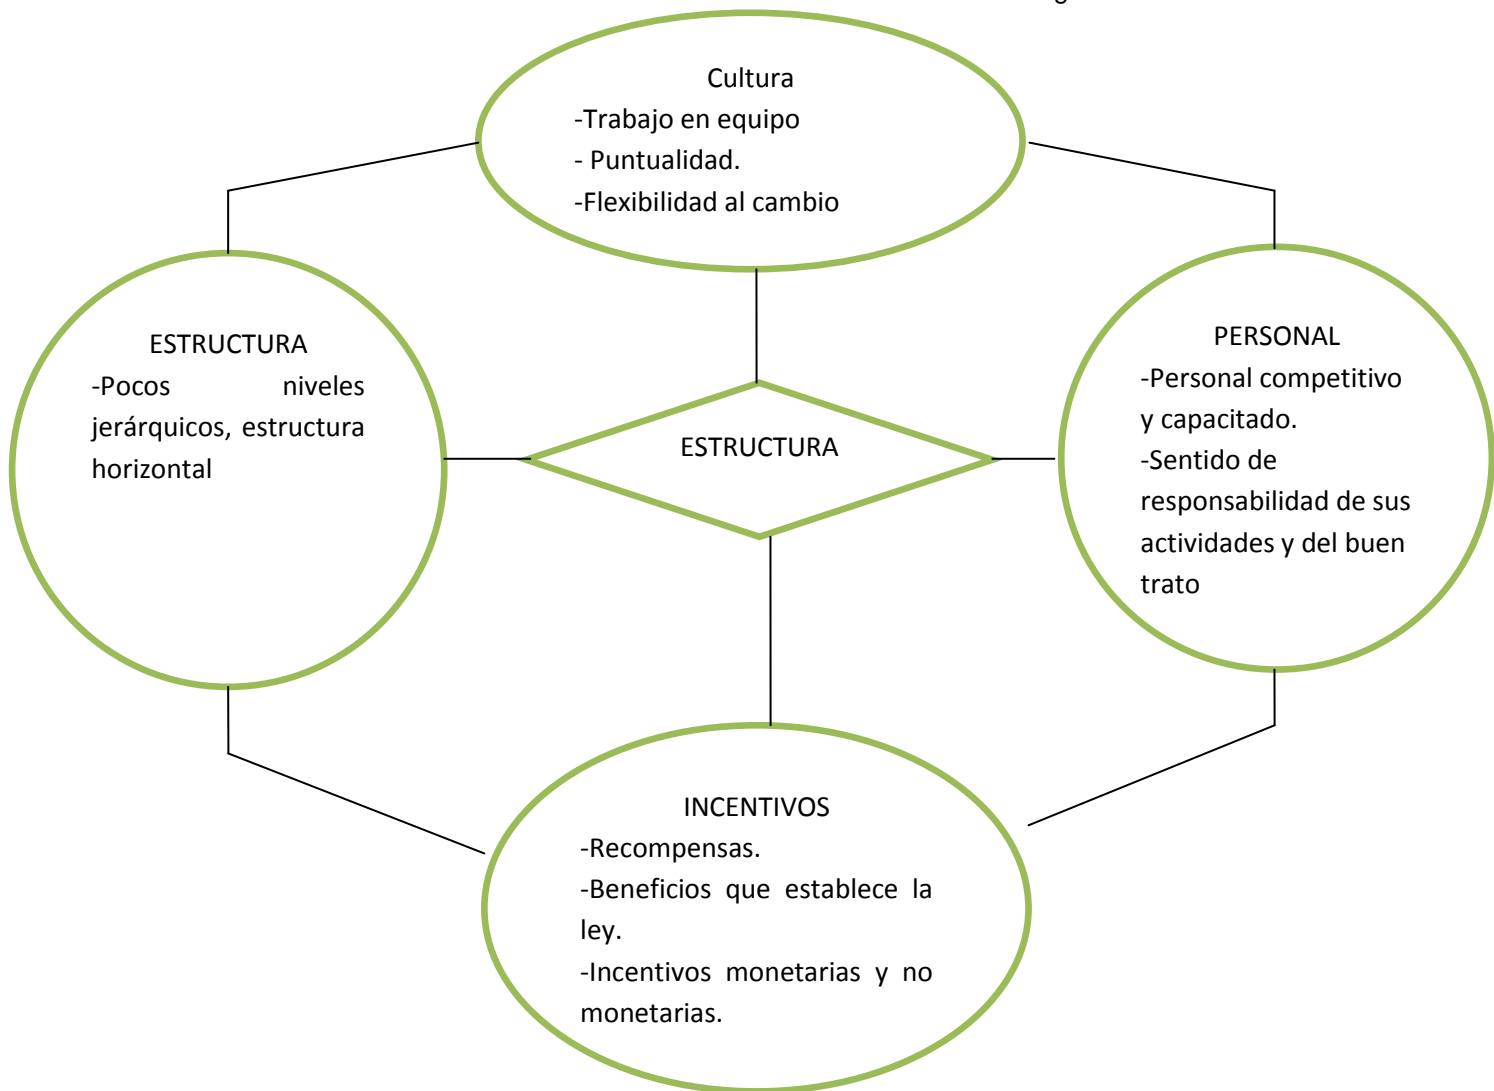 Cultura
-Trabajo en equipo
- Puntualidad.
-Flexibilidad al cambio
ESTRUCTURA
-Pocos niveles
jerárquicos, estructura
horizontal
ESTRUCTURA
PERSONAL
-Personal competitivo
y capacitado.
-Sentido de
responsabilidad de sus
actividades y del buen
trato
INCENTIVOS
-Recompensas.
-Beneficios que establece la
ley.
-Incentivos monetarias y no
monetarias.